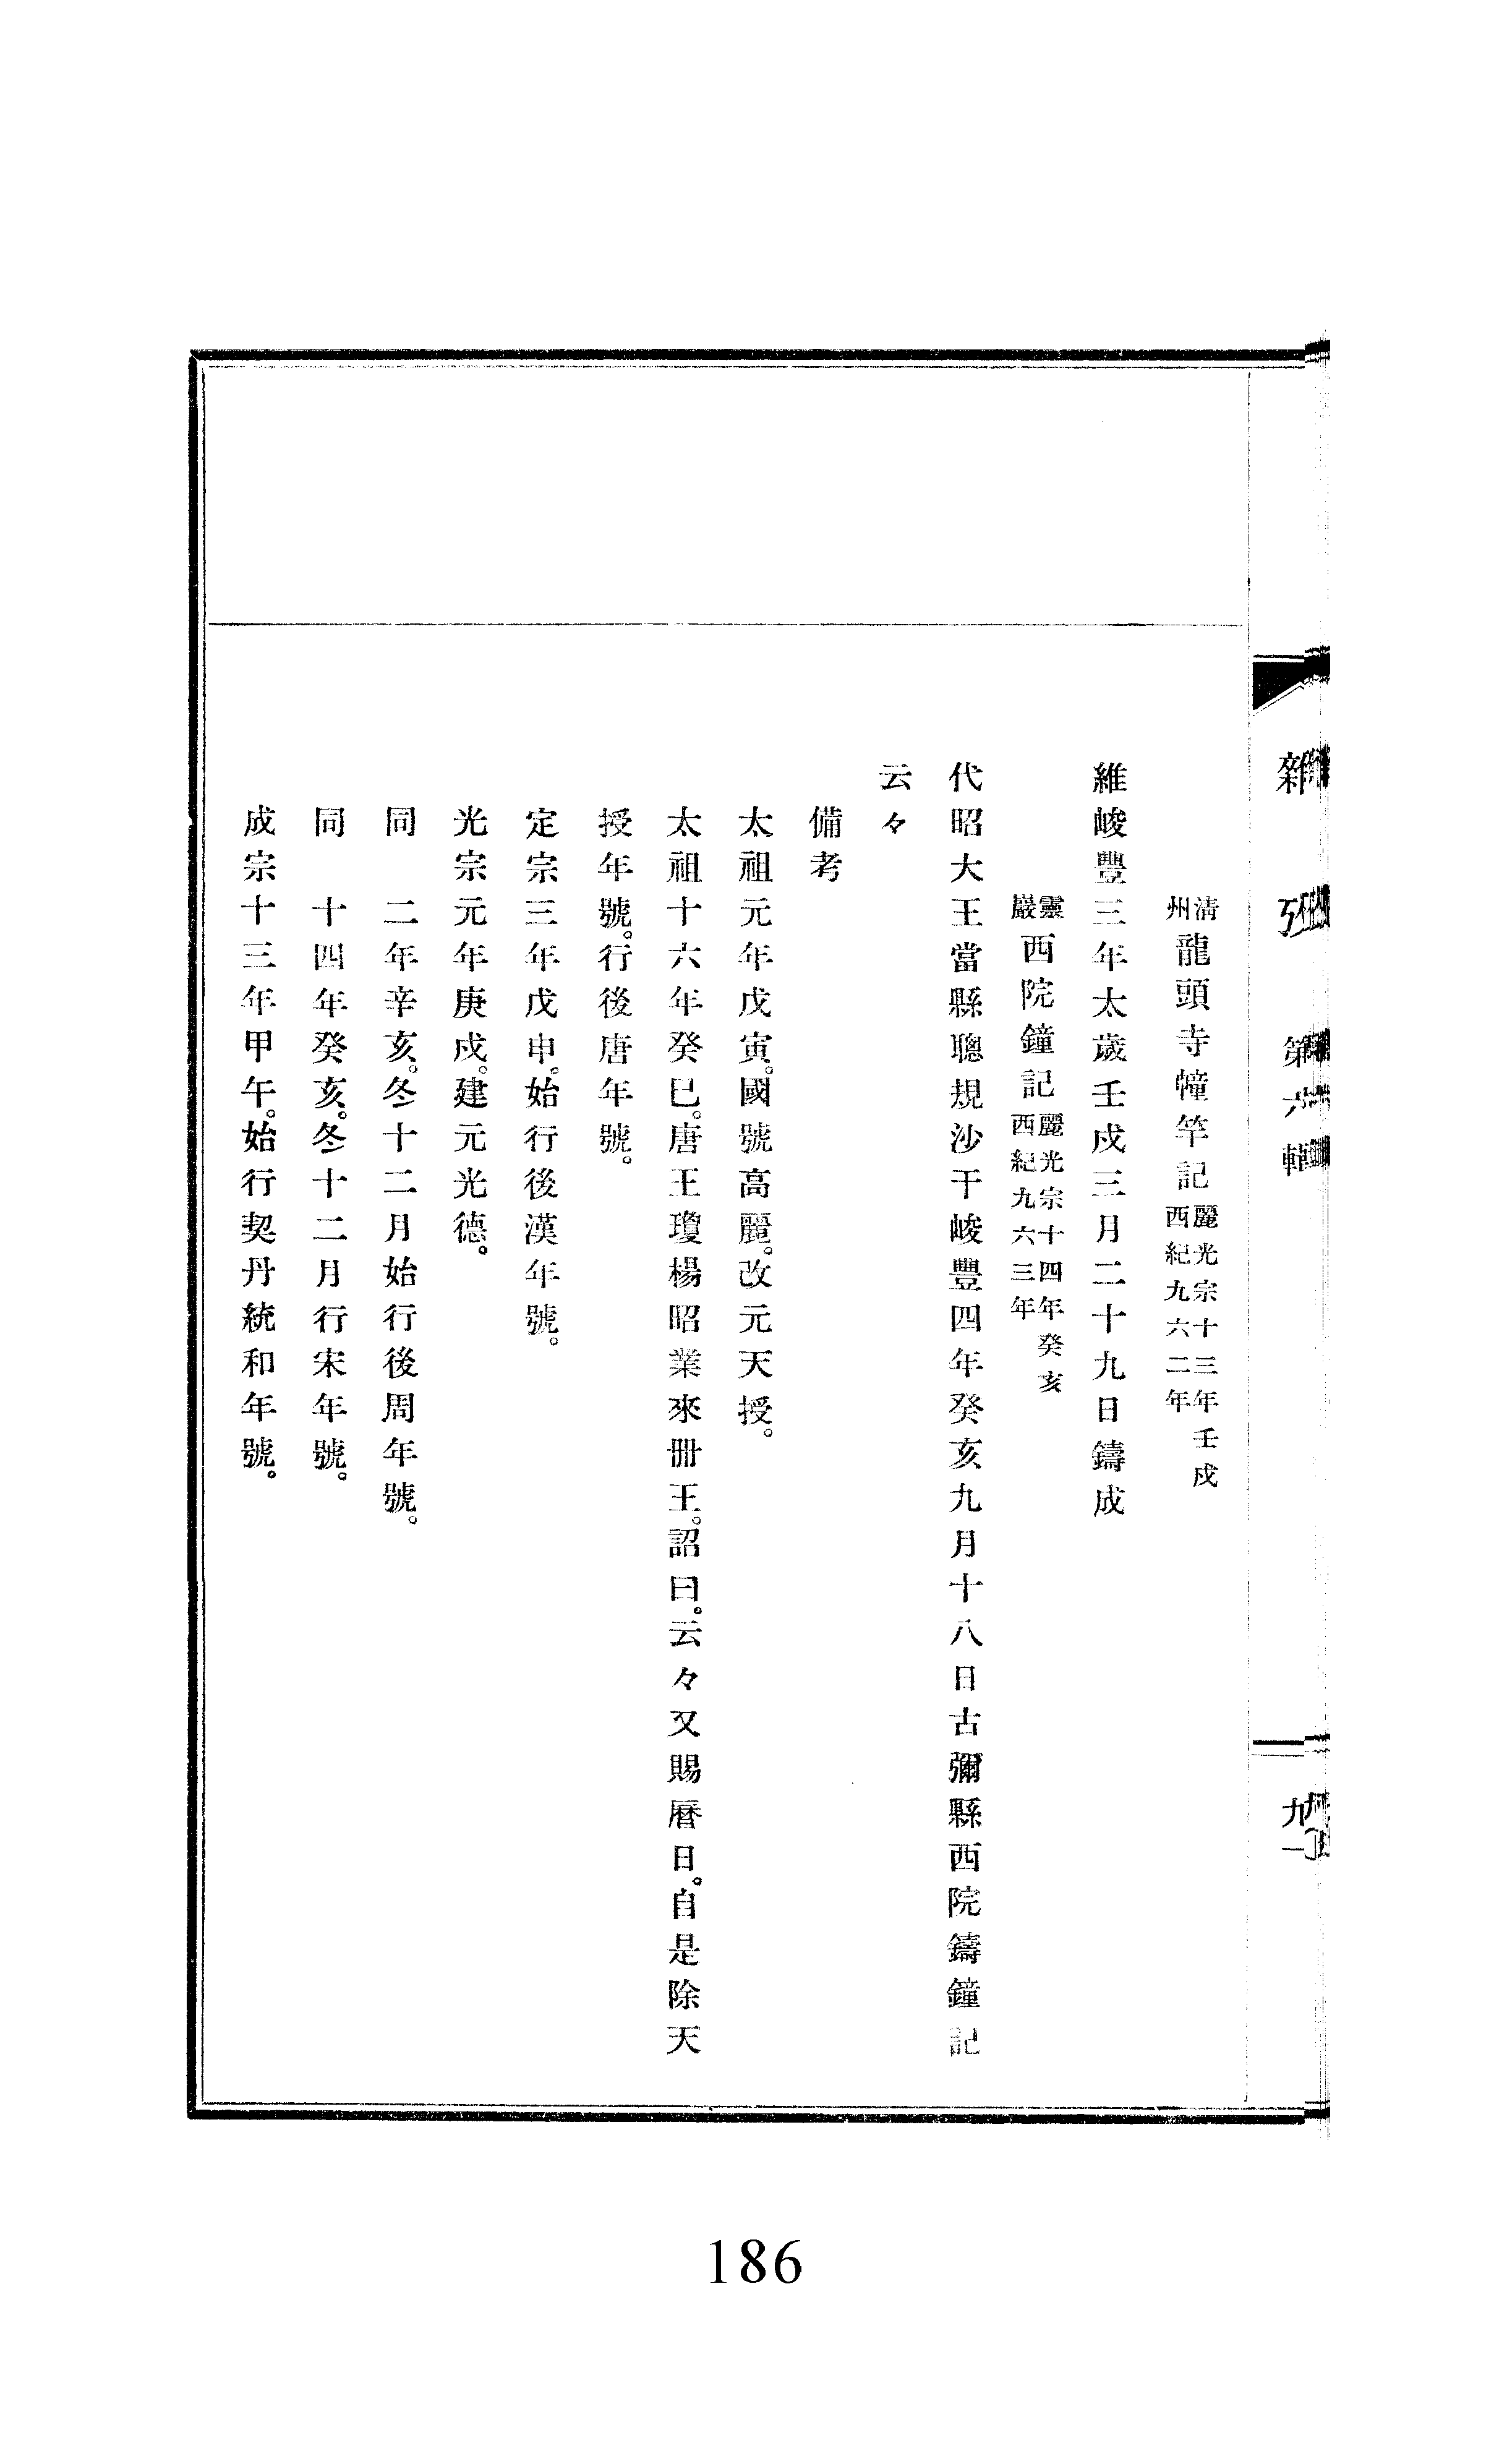 清州龍頭寺幢竿記麗光宗十三年壬戍西紀九六二年
維峻豐三年太歲壬戍三月二十九日鑄成
靈巖西院鐘記麗光宗十四年癸亥西紀九六三年
代昭大王當縣聰規沙干峻豐四年癸亥九月十八日古彌縣西院鑄鐘記
云々
備考
太祖元年戊寅。國號高麗。改元天授。
太祖十六年癸巳。唐王瓊楊昭業來册王。詔曰。云々又賜曆日。自是除天
授年號。行後唐年號。
定宗三年戊申。始行後漢年號。
光宗元年庚戍。建元光德。
同 二年辛亥。冬十二月始行後周年號。
同 十四年癸亥。冬十二月行宋年號。
成宗十三年甲午。始行契丹統和年號。
第六輯
186